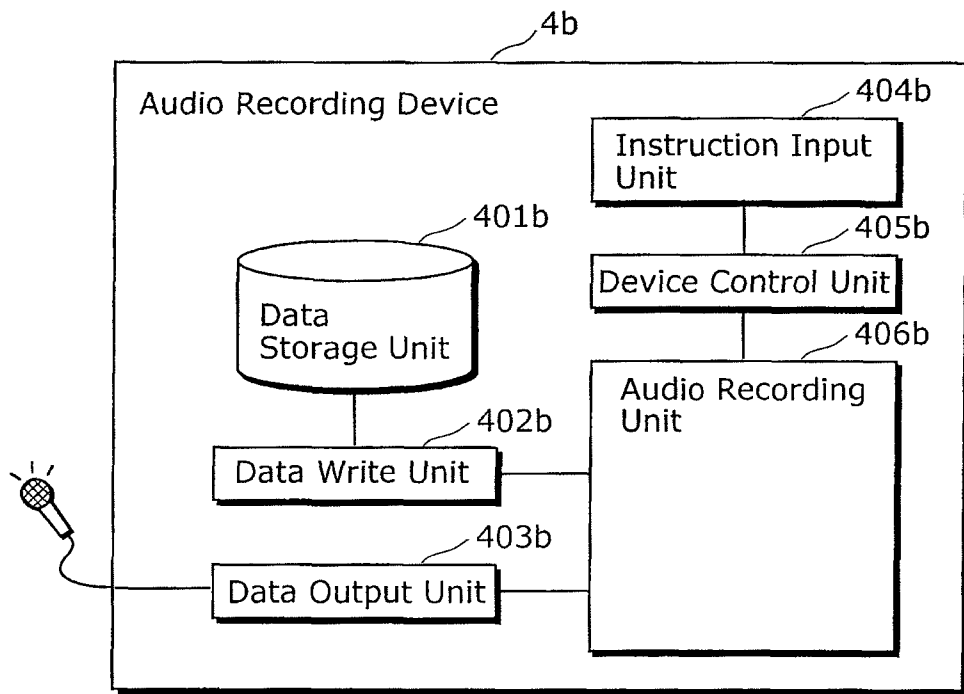 4b
Audio Recording Device
404b
Instruction Input
Unit
401b
405b
Data
Storage Unit
Device Control Unit
406b
Audio Recording
Unit
402b
Data Write Unit
403b
Data Output Unit